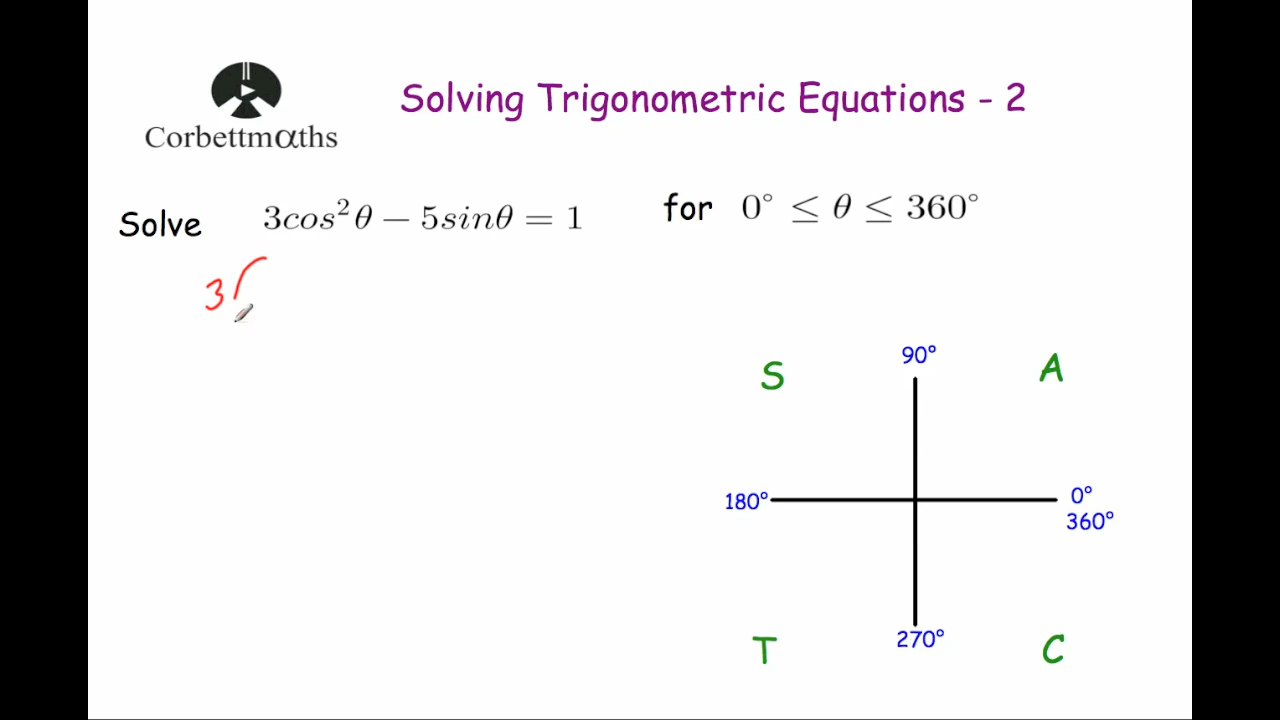 Solving Trigonometric Equations - 2
Corbettmαths
Solve 3cos²θ − 5sinθ = 1 for 0° ≤ θ ≤ 360°
3(
90°
S A
180° 0°
360°
270°
T C